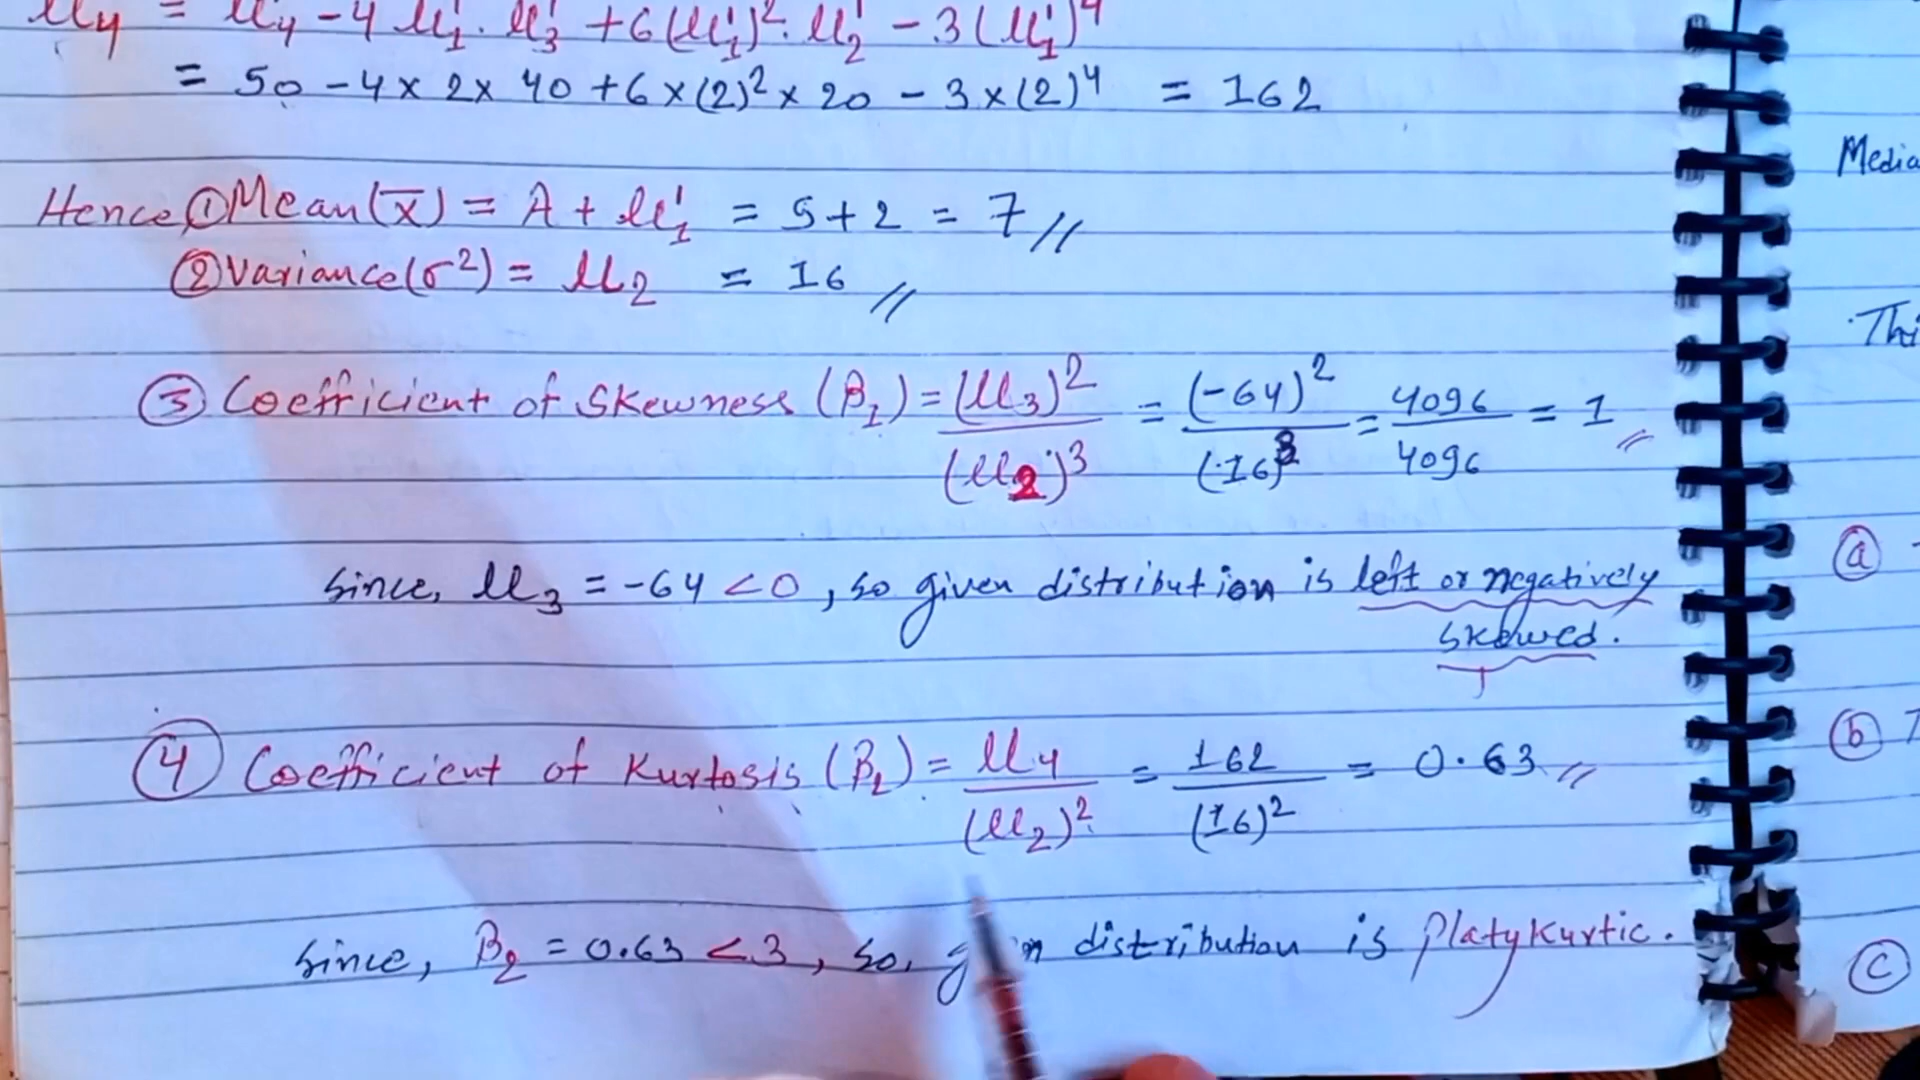 μ4 = μ'4 - 4 μ'1 . μ'3 + 6 (μ'1)² . μ'2 - 3 (μ'1)⁴
= 50 - 4 x 2 x 40 + 6 x (2)² x 20 - 3 x (2)⁴ = 162
Hence, ① Mean (x̄) = A + μ'1 = 5 + 2 = 7 //
② Variance (σ²) = μ2 = 16 //
③ Coefficient of Skewness (β1) = (μ3)² / (μ2)³ = (-64)² / (16)³ = 4096 / 4096 = 1 //
Since, μ3 = -64 < 0, so given distribution is left or negatively
skewed.
④ Coefficient of Kurtosis (β2) = μ4 / (μ2)² = 162 / (16)² = 0.63 //
Since, β2 = 0.63 < 3, so, distribution is Platykurtic.
Media
Thi
ⓐ
ⓑ
ⓒ